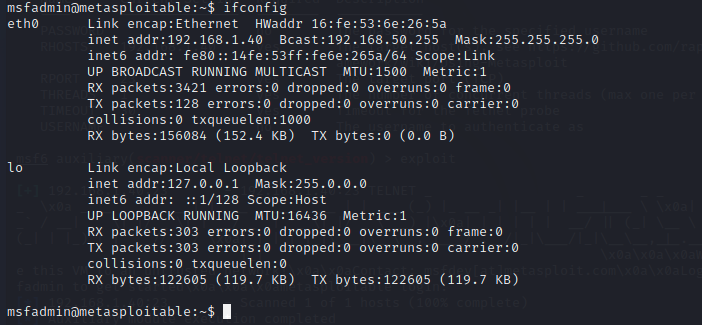 msfadmin@metasploitable:~$ ifconfig
eth0      Link encap:Ethernet  HWaddr 16:fe:53:6e:26:5a
          inet addr:192.168.1.40  Bcast:192.168.50.255  Mask:255.255.255.0
          inet6 addr: fe80::14fe:53ff:fe6e:265a/64 Scope:Link
          UP BROADCAST RUNNING MULTICAST  MTU:1500  Metric:1
          RX packets:3421 errors:0 dropped:0 overruns:0 frame:0
          TX packets:128 errors:0 dropped:0 overruns:0 carrier:0
          collisions:0 txqueuelen:1000
          RX bytes:156084 (152.4 KB)  TX bytes:0 (0.0 B)
lo        Link encap:Local Loopback
          inet addr:127.0.0.1  Mask:255.0.0.0
          inet6 addr: ::1/128 Scope:Host
          UP LOOPBACK RUNNING  MTU:16436  Metric:1
          RX packets:303 errors:0 dropped:0 overruns:0 frame:0
          TX packets:303 errors:0 dropped:0 overruns:0 carrier:0
          collisions:0 txqueuelen:0
          RX bytes:122605 (119.7 KB)  TX bytes:122605 (119.7 KB)
msfadmin@metasploitable:~$